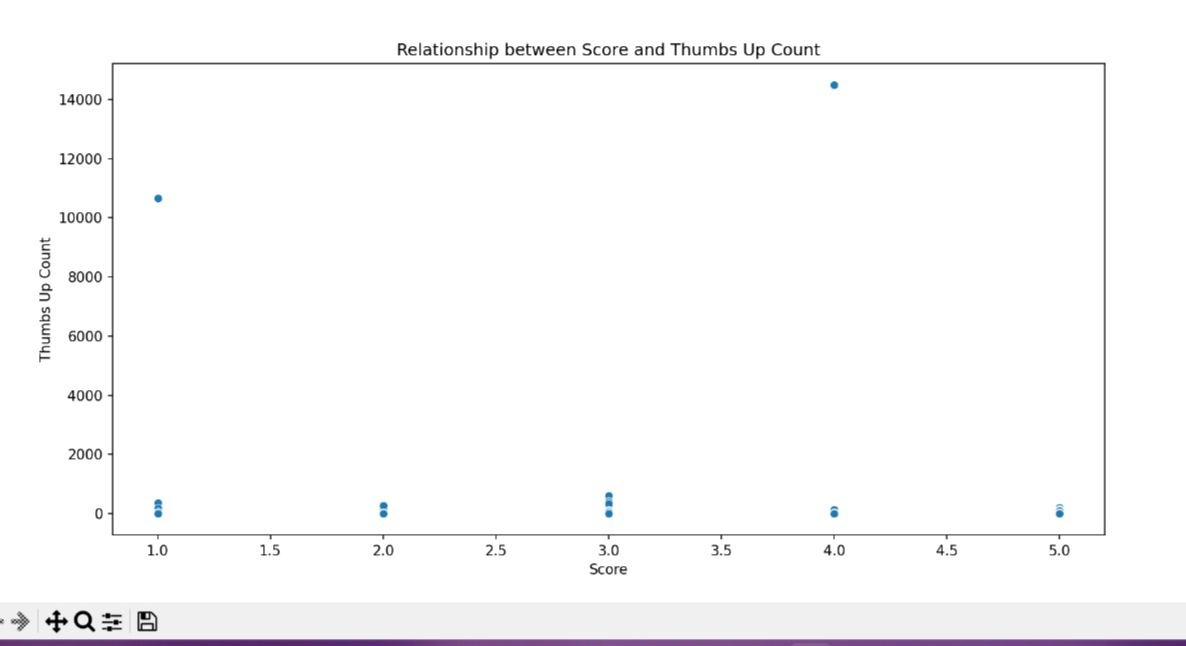 Relationship between Score and Thumbs Up Count
14000
12000
10000
8000
6000
4000
2000
0
Thumbs Up Count
1.0 1.5 2.0 2.5 3.0 3.5 4.0 4.5 5.0
Score